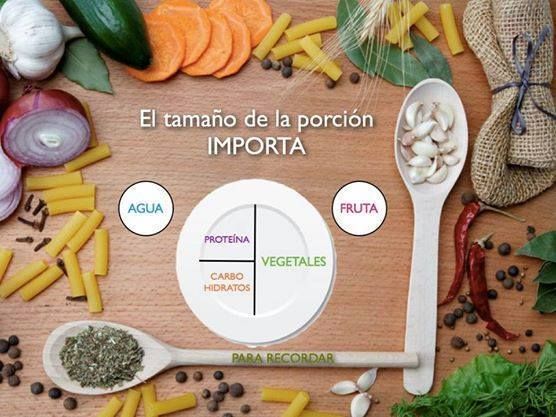 El tamaño de la porción
IMPORTA
AGUA
FRUTA
PROTEÍNA
VEGETALES
CARBO
HIDRATOS
PARA RECORDAR